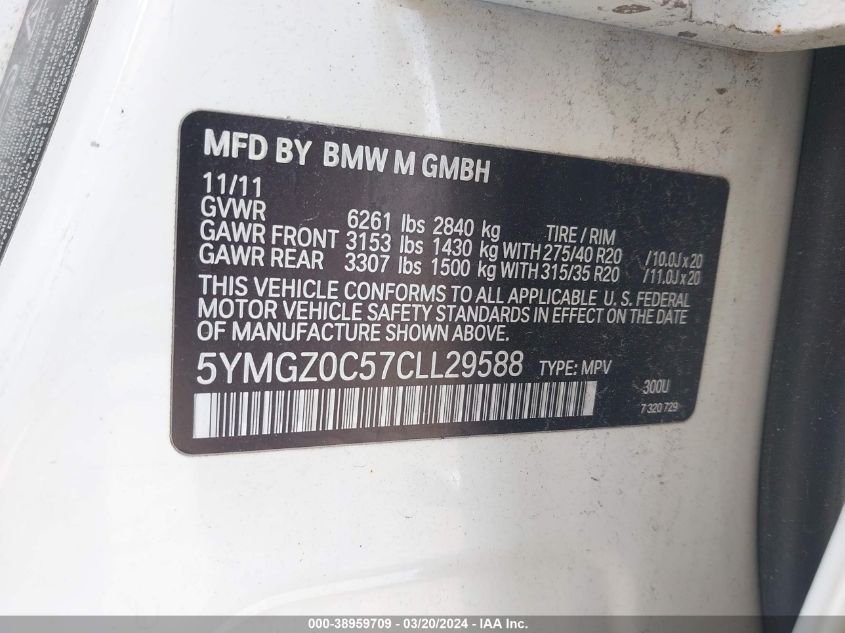 MFD BY BMW M GMBH
11/11
GVWR 6261 lbs 2840 kg TIRE / RIM
GAWR FRONT 3153 lbs 1430 kg WITH 275/40 R20 /10.0J x 20
GAWR REAR 3307 lbs 1500 kg WITH 315/35 R20 /11.0J x 20
THIS VEHICLE CONFORMS TO ALL APPLICABLE U.S. FEDERAL
MOTOR VEHICLE SAFETY STANDARDS IN EFFECT ON THE DATE
OF MANUFACTURE SHOWN ABOVE.
5YMGZ0C57CLL29588 TYPE: MPV
300U
7 320 729
000-38959709 - 03/20/2024 - IAA Inc.